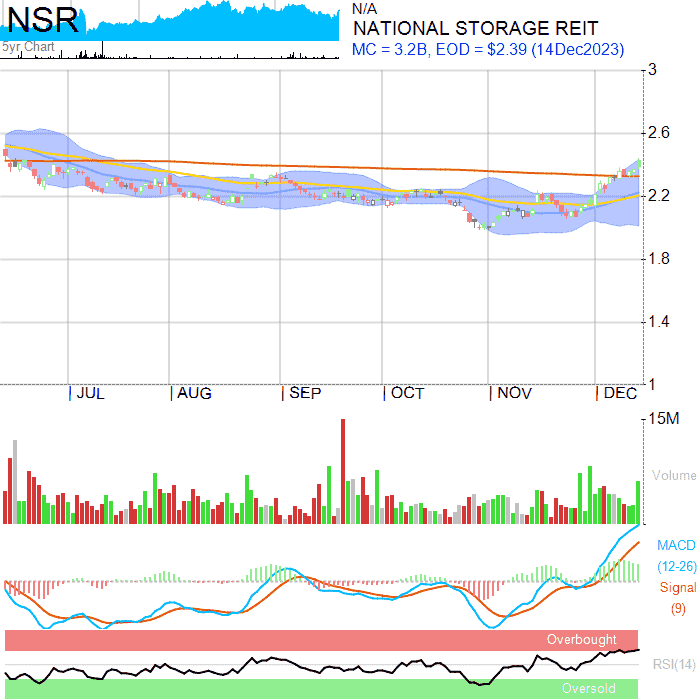 NSR
5yr Chart
N/A
NATIONAL STORAGE REIT
MC = 3.2B, EOD = $2.39 (14Dec2023)
3
2.6
2.2
1.8
1.4
1
JUL AUG SEP OCT NOV DEC
15M
Volume
MACD
(12-26)
Signal
(9)
Overbought
RSI(14)
Oversold